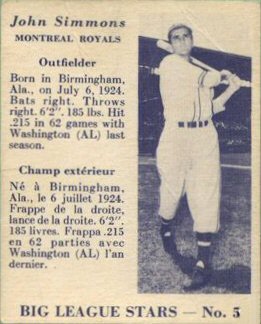 John Simmons
MONTREAL ROYALS
Outfielder
Born in Birmingham,
Ala., on July 6, 1924.
Bats right. Throws
right. 6'2". 185 lbs. Hit
.215 in 62 games with
Washington (AL) last
season.
Champ extérieur
Né à Birmingham,
Ala., le 6 juillet 1924.
Frappe de la droite,
lance de la droite. 6'2".
185 livres. Frappa .215
en 62 parties avec
Washington (AL) l'an
dernier.
BIG LEAGUE STARS — No. 5